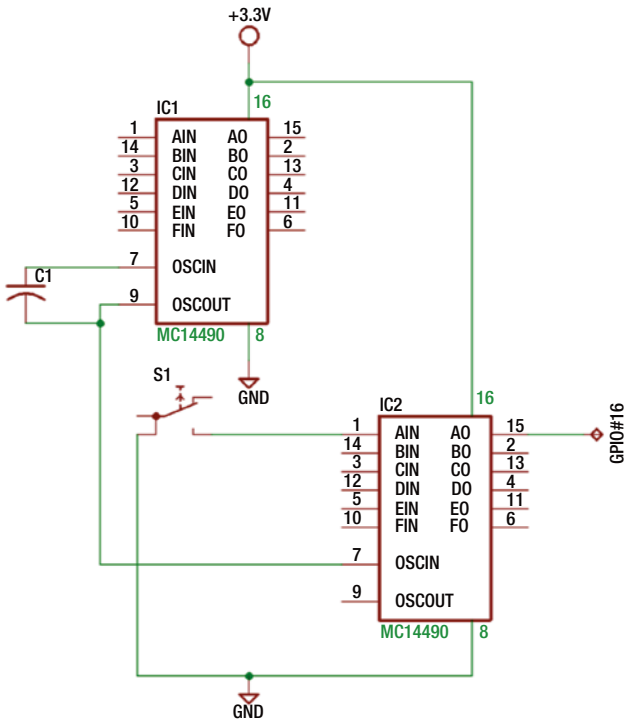 +3.3V
16
IC1
1 AIN AO 15
14 BIN BO 2
3 CIN CO 13
12 DIN DO 4
5 EIN EO 11
10 FIN FO 6
7 OSCIN
C1
9 OSCOUT
MC14490 8
S1
GND
16
IC2
1 AIN AO 15
14 BIN BO 2
3 CIN CO 13
12 DIN DO 4
5 EIN EO 11
10 FIN FO 6
GPIO#16
7 OSCIN
9 OSCOUT
MC14490 8
GND